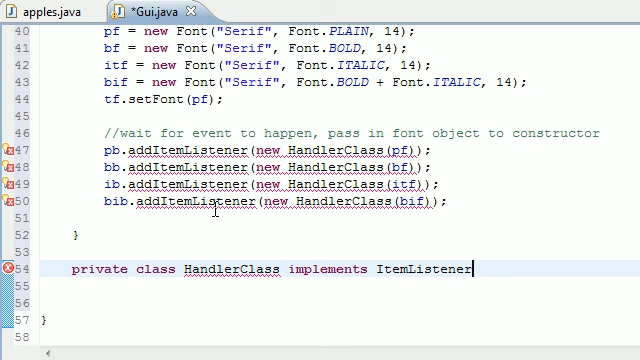 apples.java
*Gui.java
40 pf = new Font("Serif", Font.PLAIN, 14);
41 bf = new Font("Serif", Font.BOLD, 14);
42 itf = new Font("Serif", Font.ITALIC, 14);
43 bif = new Font("Serif", Font.BOLD + Font.ITALIC, 14);
44 tf.setFont(pf);
45
46 //wait for event to happen, pass in font object to constructor
47 pb.addItemListener(new HandlerClass(pf));
48 bb.addItemListener(new HandlerClass(bf));
49 ib.addItemListener(new HandlerClass(itf));
50 bib.addItemListener(new HandlerClass(bif));
51
52 }
53
54 private class HandlerClass implements ItemListener
55
56
57 }
58